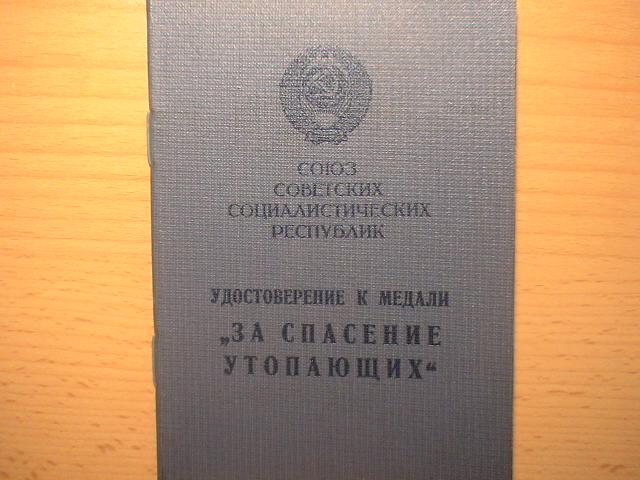 СОЮЗ
СОВЕТСКИХ
СОЦИАЛИСТИЧЕСКИХ
РЕСПУБЛИК
УДОСТОВЕРЕНИЕ К МЕДАЛИ
„ЗА СПАСЕНИЕ
УТОПАЮЩИХ“